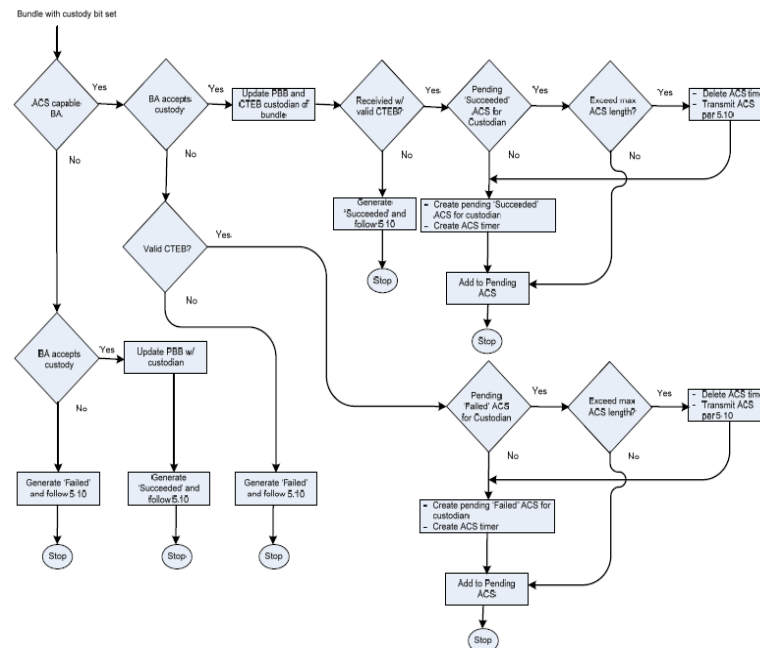 Bundle with custody bit set
ACS capable
BA
Yes
No
BA accepts
custody
Yes
No
Update PBB and
CTEB custodian of
bundle
Receivied w/
valid CTEB?
Yes
No
Pending
'Succeeded'
ACS for
Custodian
Yes
No
Exceed max
ACS length?
Yes
No
– Delete ACS time
– Transmit ACS
per 5.10
Generate
'Succeeded' and
follow 5.10
Stop
– Create pending 'Succeeded'
ACS for custodian
– Create ACS timer
Add to Pending
ACS
Stop
Valid CTEB?
Yes
No
BA accepts
custody
Yes
No
Update PBB w/
custodian
Generate 'Failed'
and follow 5.10
Stop
Generate
'Succeeded' and
follow 5.10
Stop
Generate 'Failed'
and follow 5.10
Stop
Pending
'Failed' ACS
for Custodian
Yes
No
Exceed max
ACS length?
Yes
No
– Delete ACS time
– Transmit ACS
per 5.10
– Create pending 'Failed' ACS for
custodian
– Create ACS timer
Add to Pending
ACS
Stop